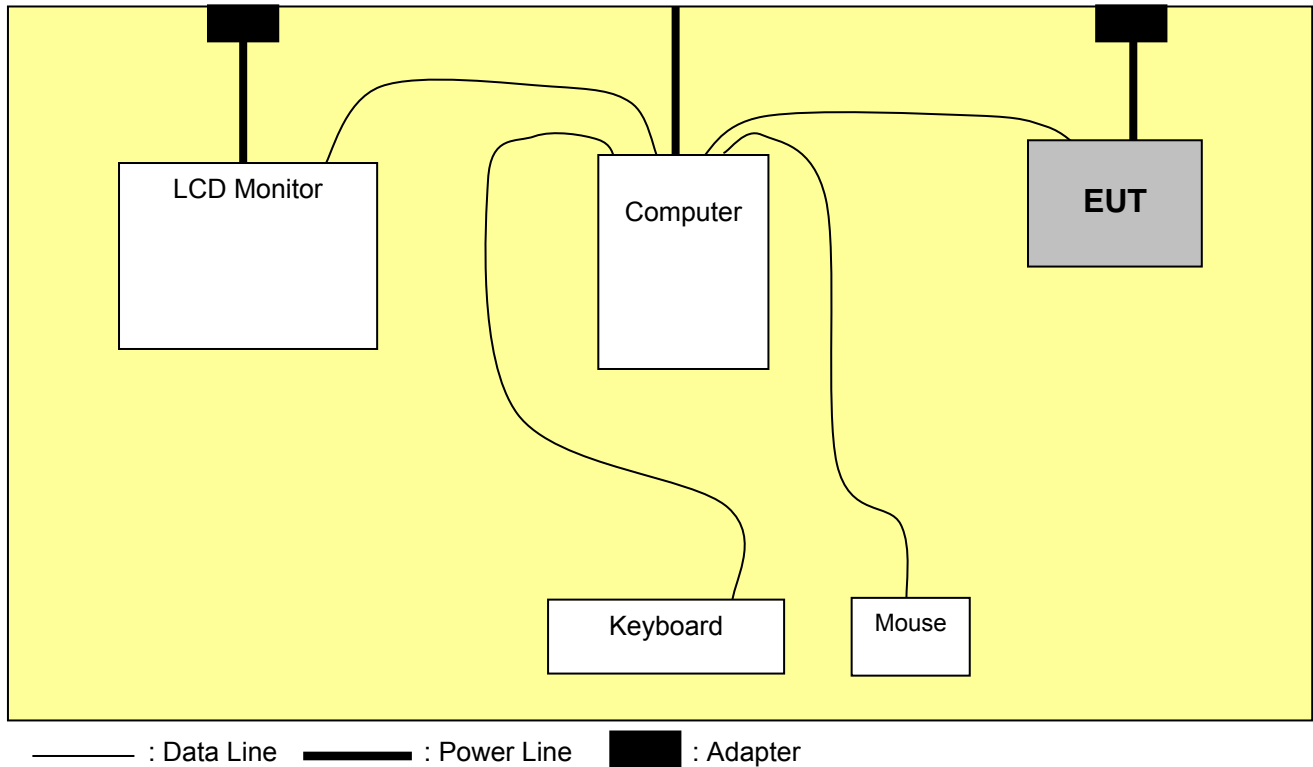 LCD Monitor
Computer
EUT
Keyboard
Mouse
: Data Line : Power Line : Adapter